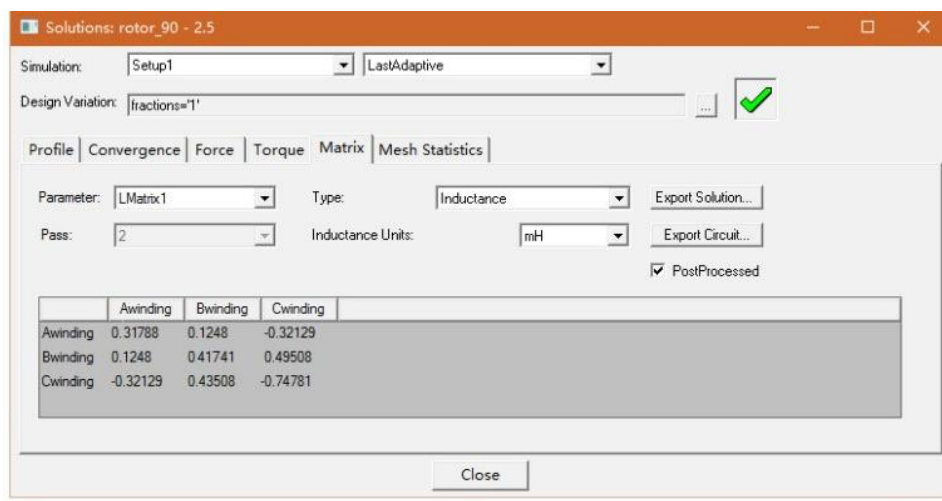 Solutions: rotor_90 - 2.5
Simulation: Setup1 LastAdaptive
Design Variation: fractions='1' ...
Profile Convergence Force Torque Matrix Mesh Statistics
Parameter: LMatrix1 Type: Inductance Export Solution...
Pass: 2 Inductance Units: mH Export Circuit...
PostProcessed
Awinding Bwinding Cwinding
Awinding 0.31788 0.1248 -0.32129
Bwinding 0.1248 041741 0.49508
Cwinding -0.32129 0.43508 -0.74781
Close